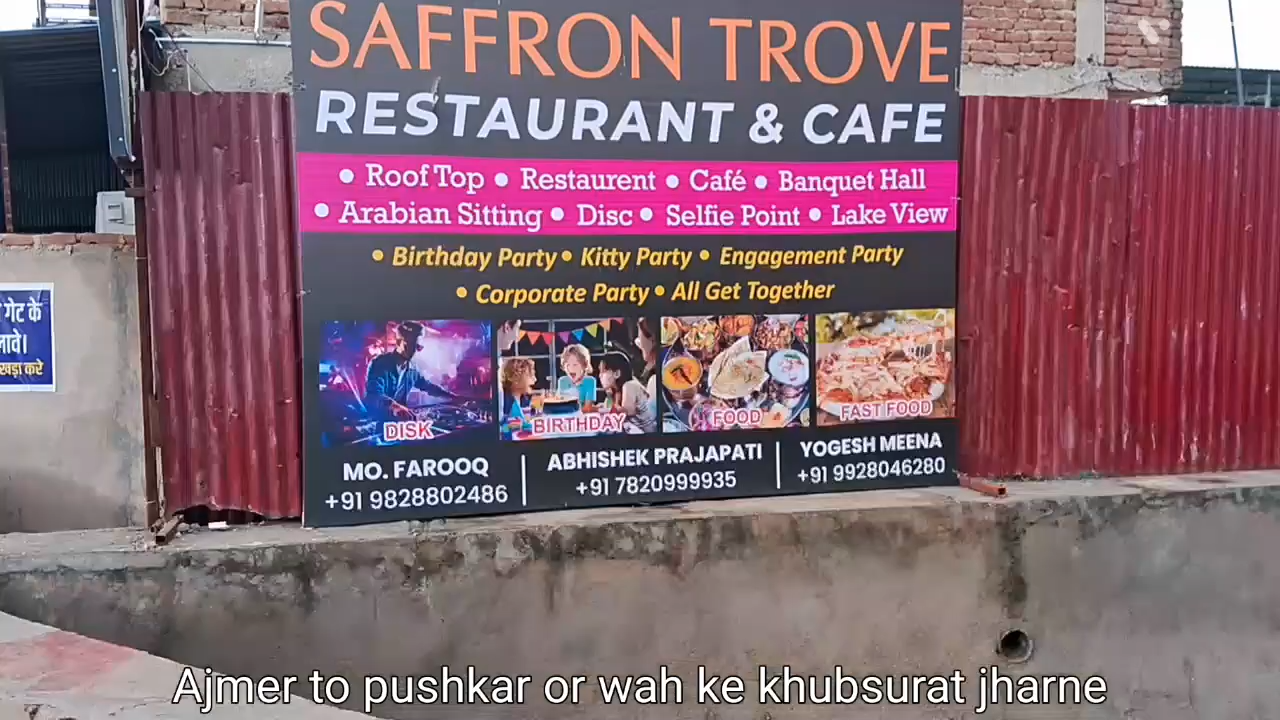 SAFFRON TROVE
RESTAURANT & CAFE
• Roof Top • Restaurent • Café • Banquet Hall
• Arabian Sitting • Disc • Selfie Point • Lake View
• Birthday Party • Kitty Party • Engagement Party
• Corporate Party • All Get Together
DISK BIRTHDAY FOOD FAST FOOD
MO. FAROOQ
+91 9828802486
ABHISHEK PRAJAPATI
+91 7820999935
YOGESH MEENA
+91 9928046280
गेट के
खड़ा करे
Ajmer to pushkar or wah ke khubsurat jharne